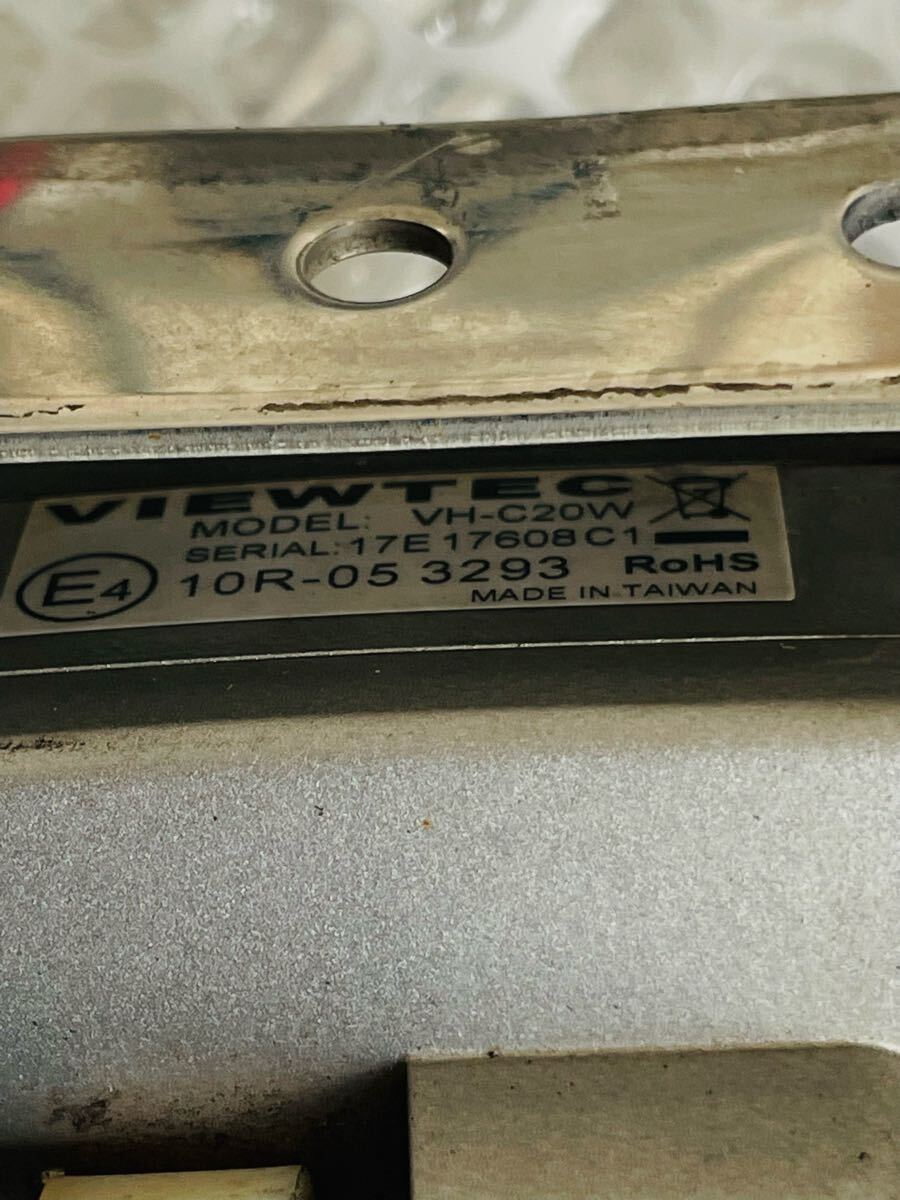 VIEWTEC
MODEL: VH-C20W
SERIAL:17E17608C1
E4 10R-05 3293 RoHS
MADE IN TAIWAN